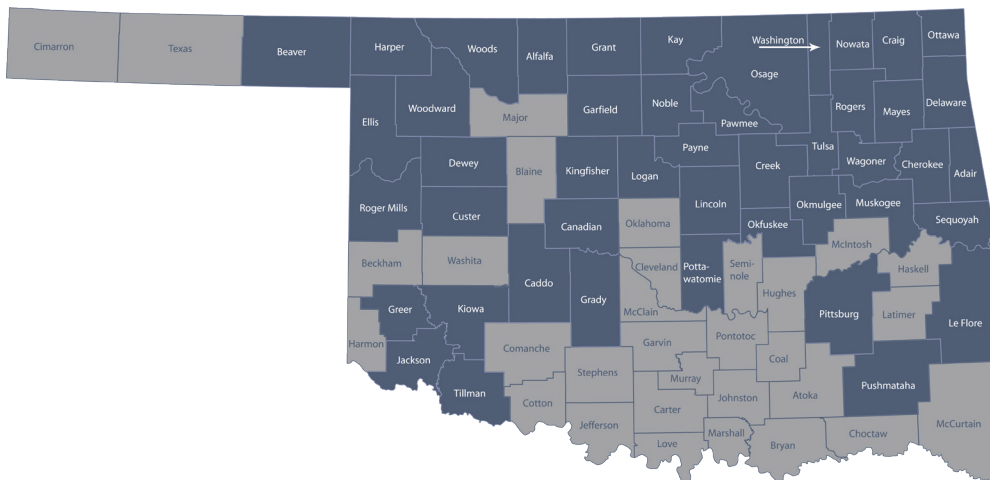 Cimarron
Texas
Beaver
Harper
Woods
Alfalfa
Grant
Kay
Washington
Nowata
Craig
Ottawa
Osage
Ellis
Woodward
Major
Garfield
Noble
Pawnee
Rogers
Mayes
Delaware
Dewey
Blaine
Kingfisher
Logan
Payne
Creek
Tulsa
Wagoner
Cherokee
Adair
Roger Mills
Custer
Canadian
Oklahoma
Lincoln
Okfuskee
Okmulgee
Muskogee
Sequoyah
Beckham
Washita
Caddo
Grady
Cleveland
Potta-
watomie
Semi-
nole
Hughes
McIntosh
Haskell
Greer
Kiowa
McClain
Pittsburg
Latimer
Le Flore
Harmon
Jackson
Comanche
Stephens
Garvin
Pontotoc
Coal
Tillman
Cotton
Murray
Johnston
Atoka
Pushmataha
Jefferson
Carter
Love
Marshall
Bryan
Choctaw
McCurtain